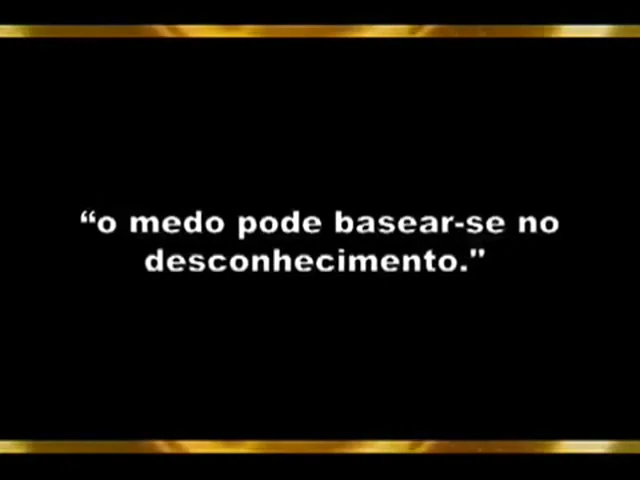 “o medo pode basear-se no
desconhecimento."